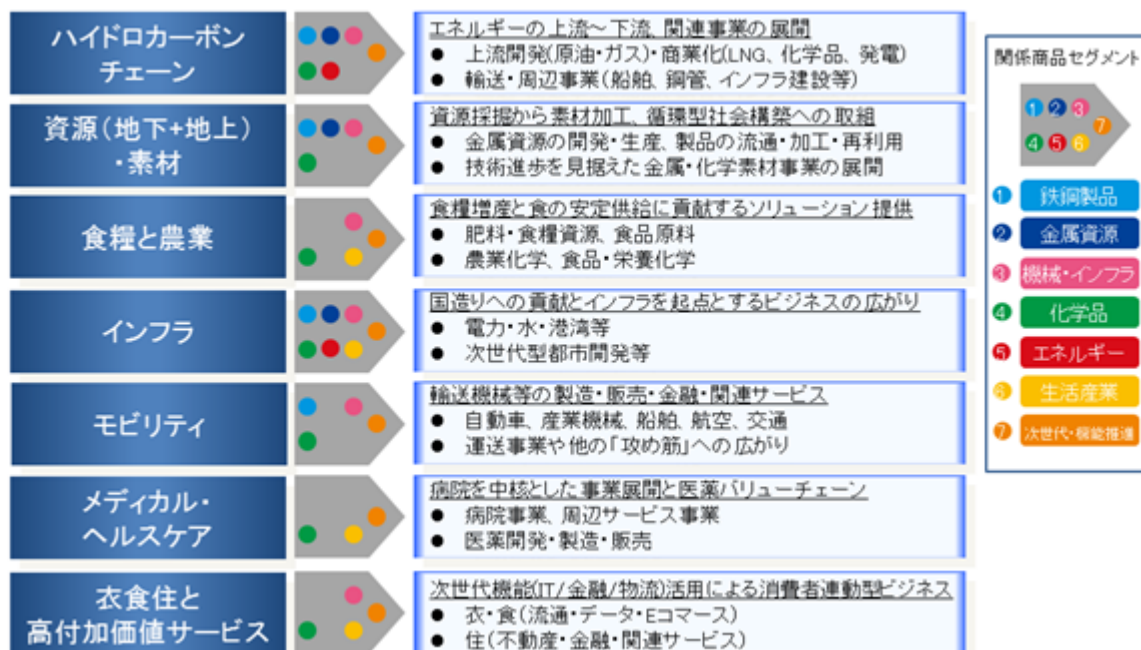 ハイドロカーボン
チェーン
エネルギーの上流～下流、関連事業の展開
● 上流開発(原油・ガス)・商業化(LNG、化学品、発電)
● 輸送・周辺事業(船舶、鋼管、インフラ建設等)
資源(地下+地上)
・素材
資源採掘から素材加工、循環型社会構築への取組
● 金属資源の開発・生産、製品の流通・加工・再利用
● 技術進歩を見据えた金属・化学素材事業の展開
食糧と農業
食糧増産と食の安定供給に貢献するソリューション提供
● 肥料・食糧資源、食品原料
● 農業化学、食品・栄養化学
インフラ
国造りへの貢献とインフラを起点とするビジネスの広がり
● 電力・水・港湾等
● 次世代型都市開発等
モビリティ
輸送機械等の製造・販売・金融・関連サービス
● 自動車、産業機械、船舶、航空、交通
● 運送事業や他の「攻め筋」への広がり
メディカル・
ヘルスケア
病院を中核とした事業展開と医薬バリューチェーン
● 病院事業、周辺サービス事業
● 医薬開発・製造・販売
衣食住と
高付加価値サービス
次世代機能(IT/金融/物流)活用による消費者連動型ビジネス
● 衣・食(流通・データ・Eコマース)
● 住(不動産・金融・関連サービス)
関係商品セグメント
1 2 3
7
4 5 6
1 鉄鋼製品
2 金属資源
3 機械・インフラ
4 化学品
5 エネルギー
6 生活産業
7 次世代・機能推進